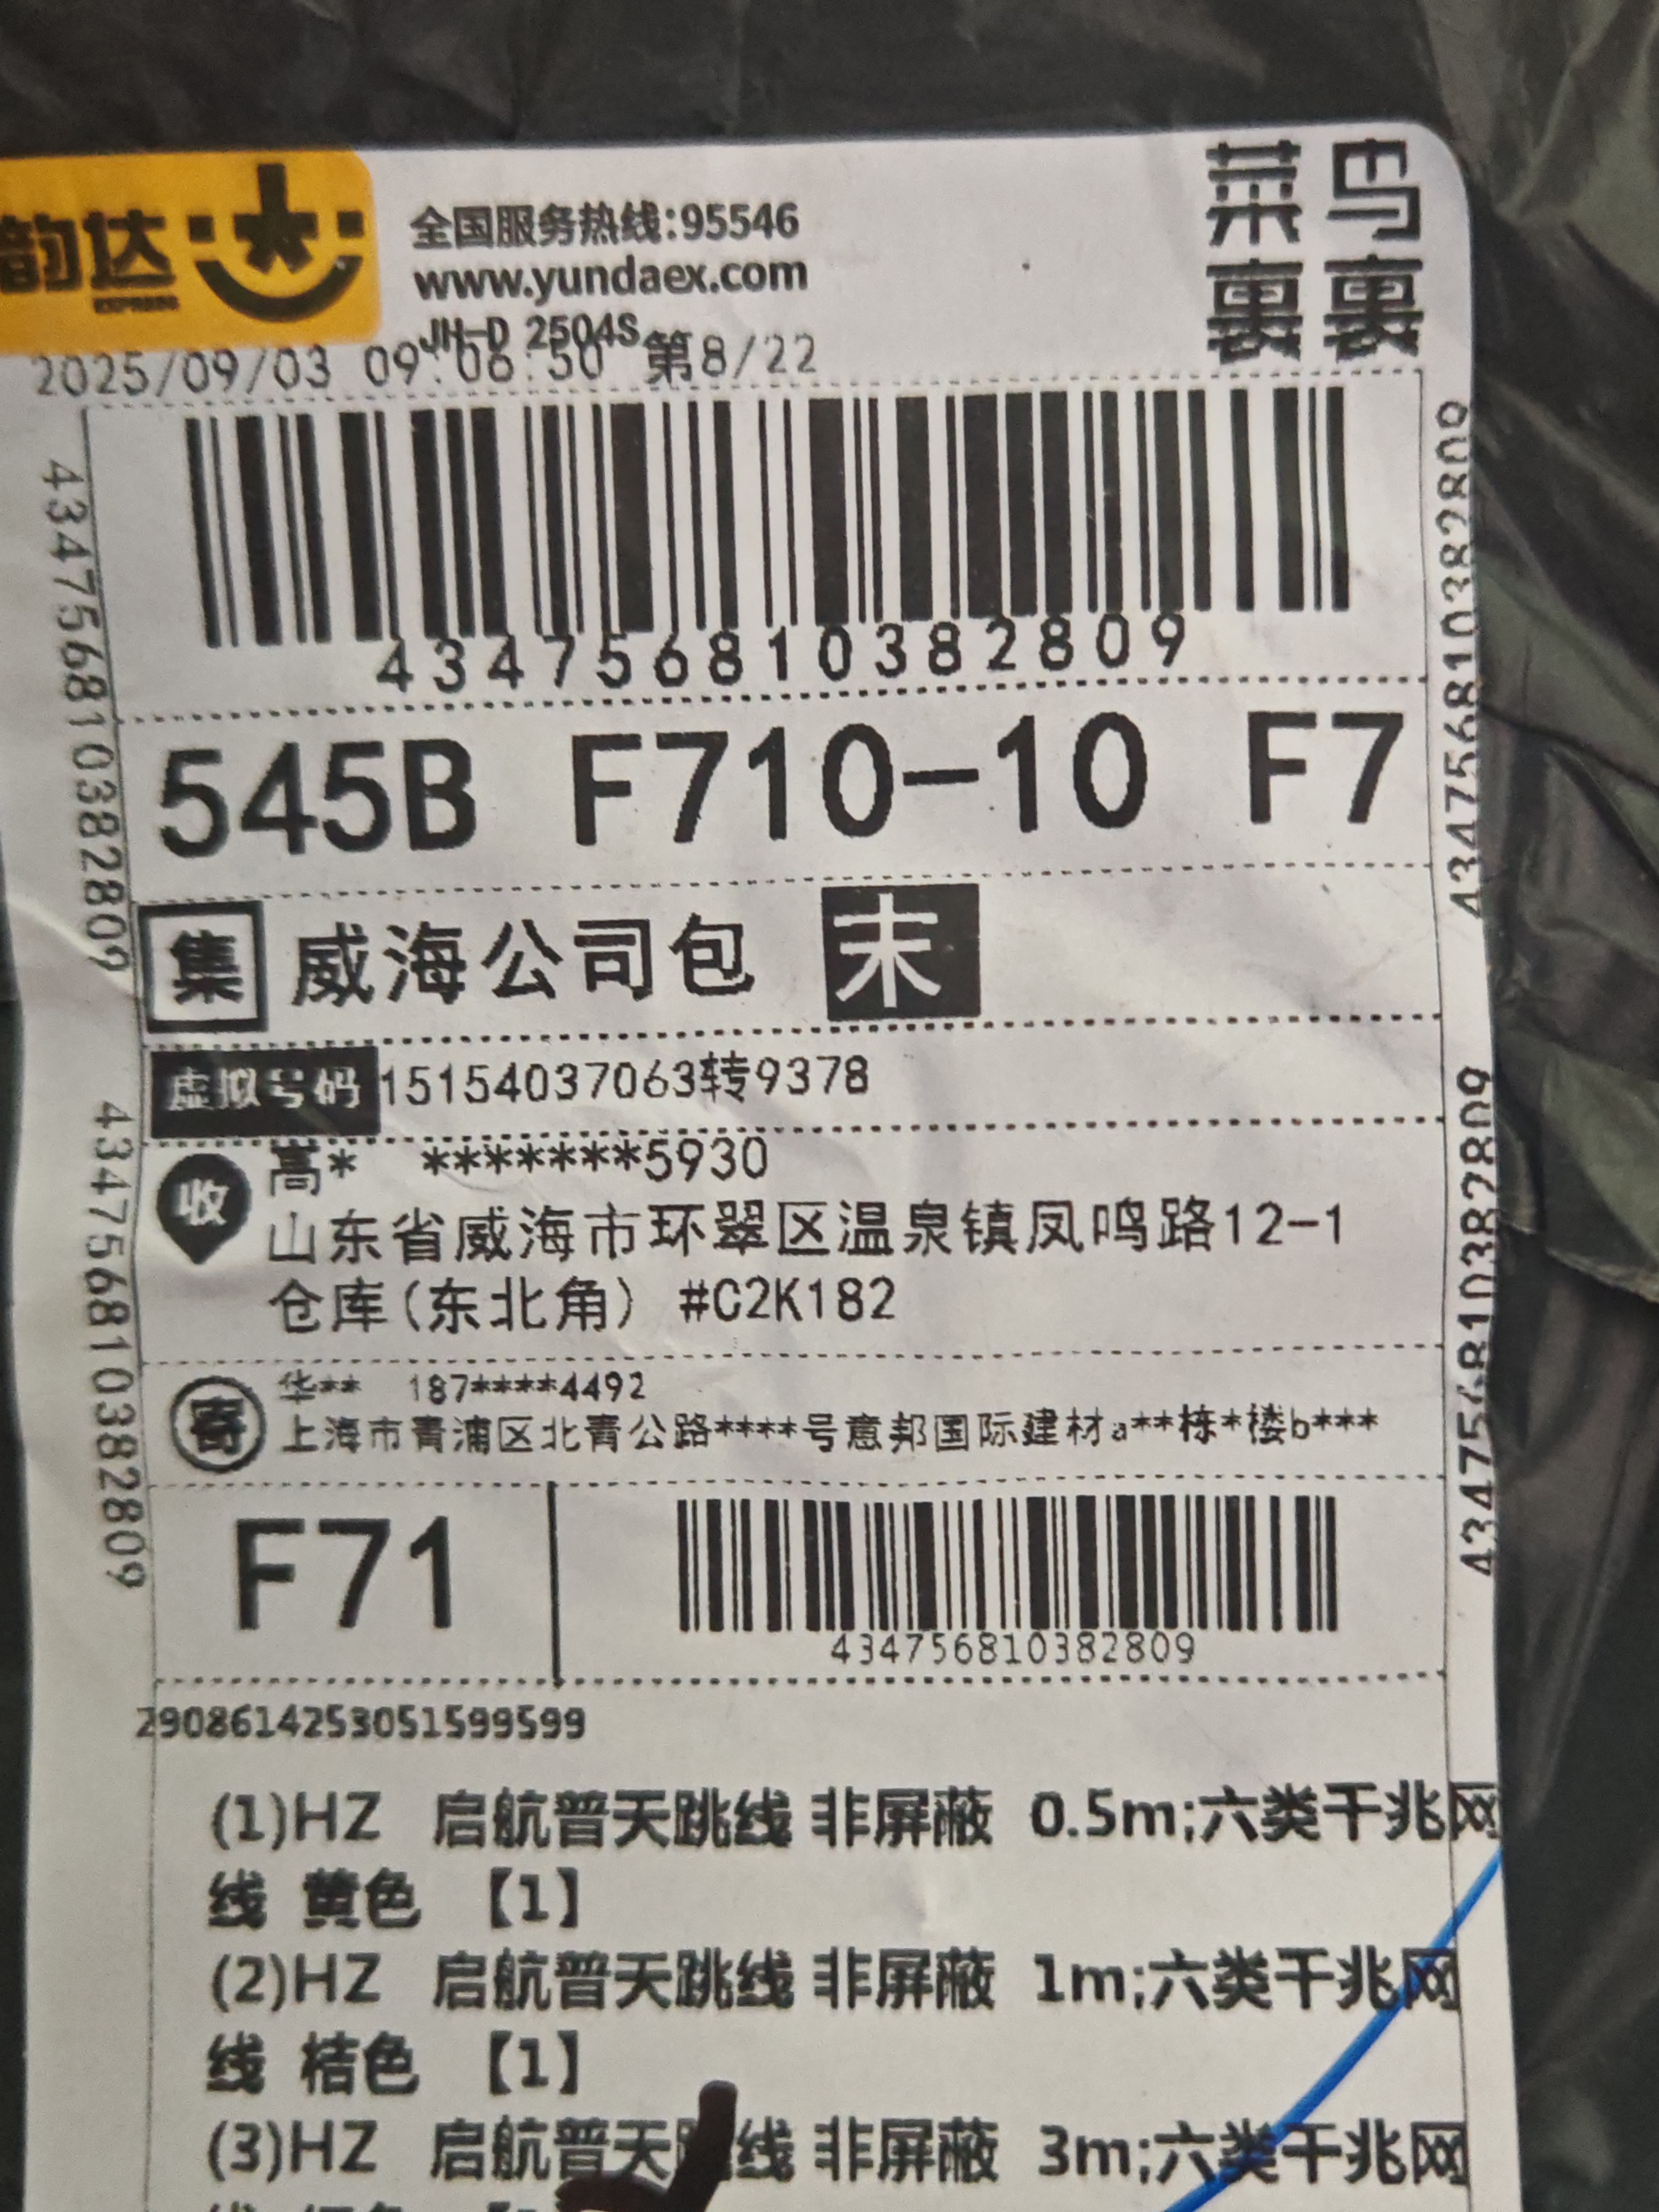 韵达
EXPRESS
全国服务热线:95546
www.yundaex.com
JH-D 2504S
菜鸟
裹裹
2025/09/03 09:06:50 第8/22
434756810382809
434756810382809
434756810382809
545B F710-10 F7
集 威海公司包 末
虚拟号码 15154037063转9378
收 高* *******5930
山东省威海市环翠区温泉镇凤鸣路12-1
仓库(东北角) #C2K182
434756810382809
434756810382809
寄 华** 187****4492
上海市青浦区北青公路****号意邦国际建材a**栋*楼b***
F71
434756810382809
2908614253051599599
(1)HZ 启航普天跳线 非屏蔽 0.5m;六类千兆网
线 黄色 【1】
(2)HZ 启航普天跳线 非屏蔽 1m;六类千兆网
线 桔色 【1】
(3)HZ 启航普天跳线 非屏蔽 3m;六类千兆网